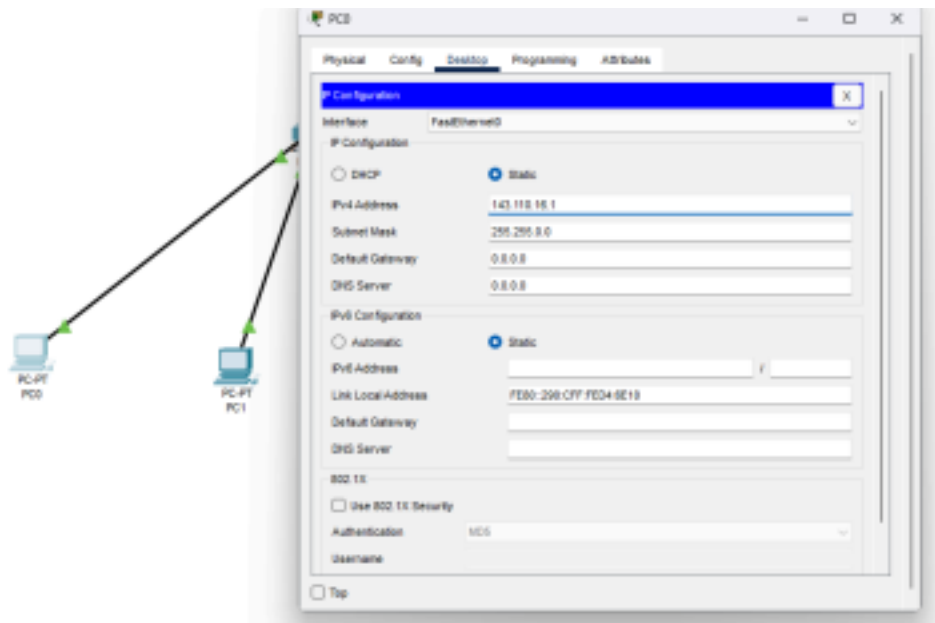 PC0
Physical Config Desktop Programming Attributes
IP Configuration X
Interface FastEthernet0
IP Configuration
DHCP Static
IPv4 Address 143.110.16.1
Subnet Mask 255.255.0.0
Default Gateway 0.0.0.0
DNS Server 0.0.0.0
IPv6 Configuration
Automatic Static
IPv6 Address /
Link Local Address
Default Gateway
DNS Server
802.1X
Use 802.1X Security
Authentication MD5
Username
Top
PC-PT
PC0
PC-PT
PC1